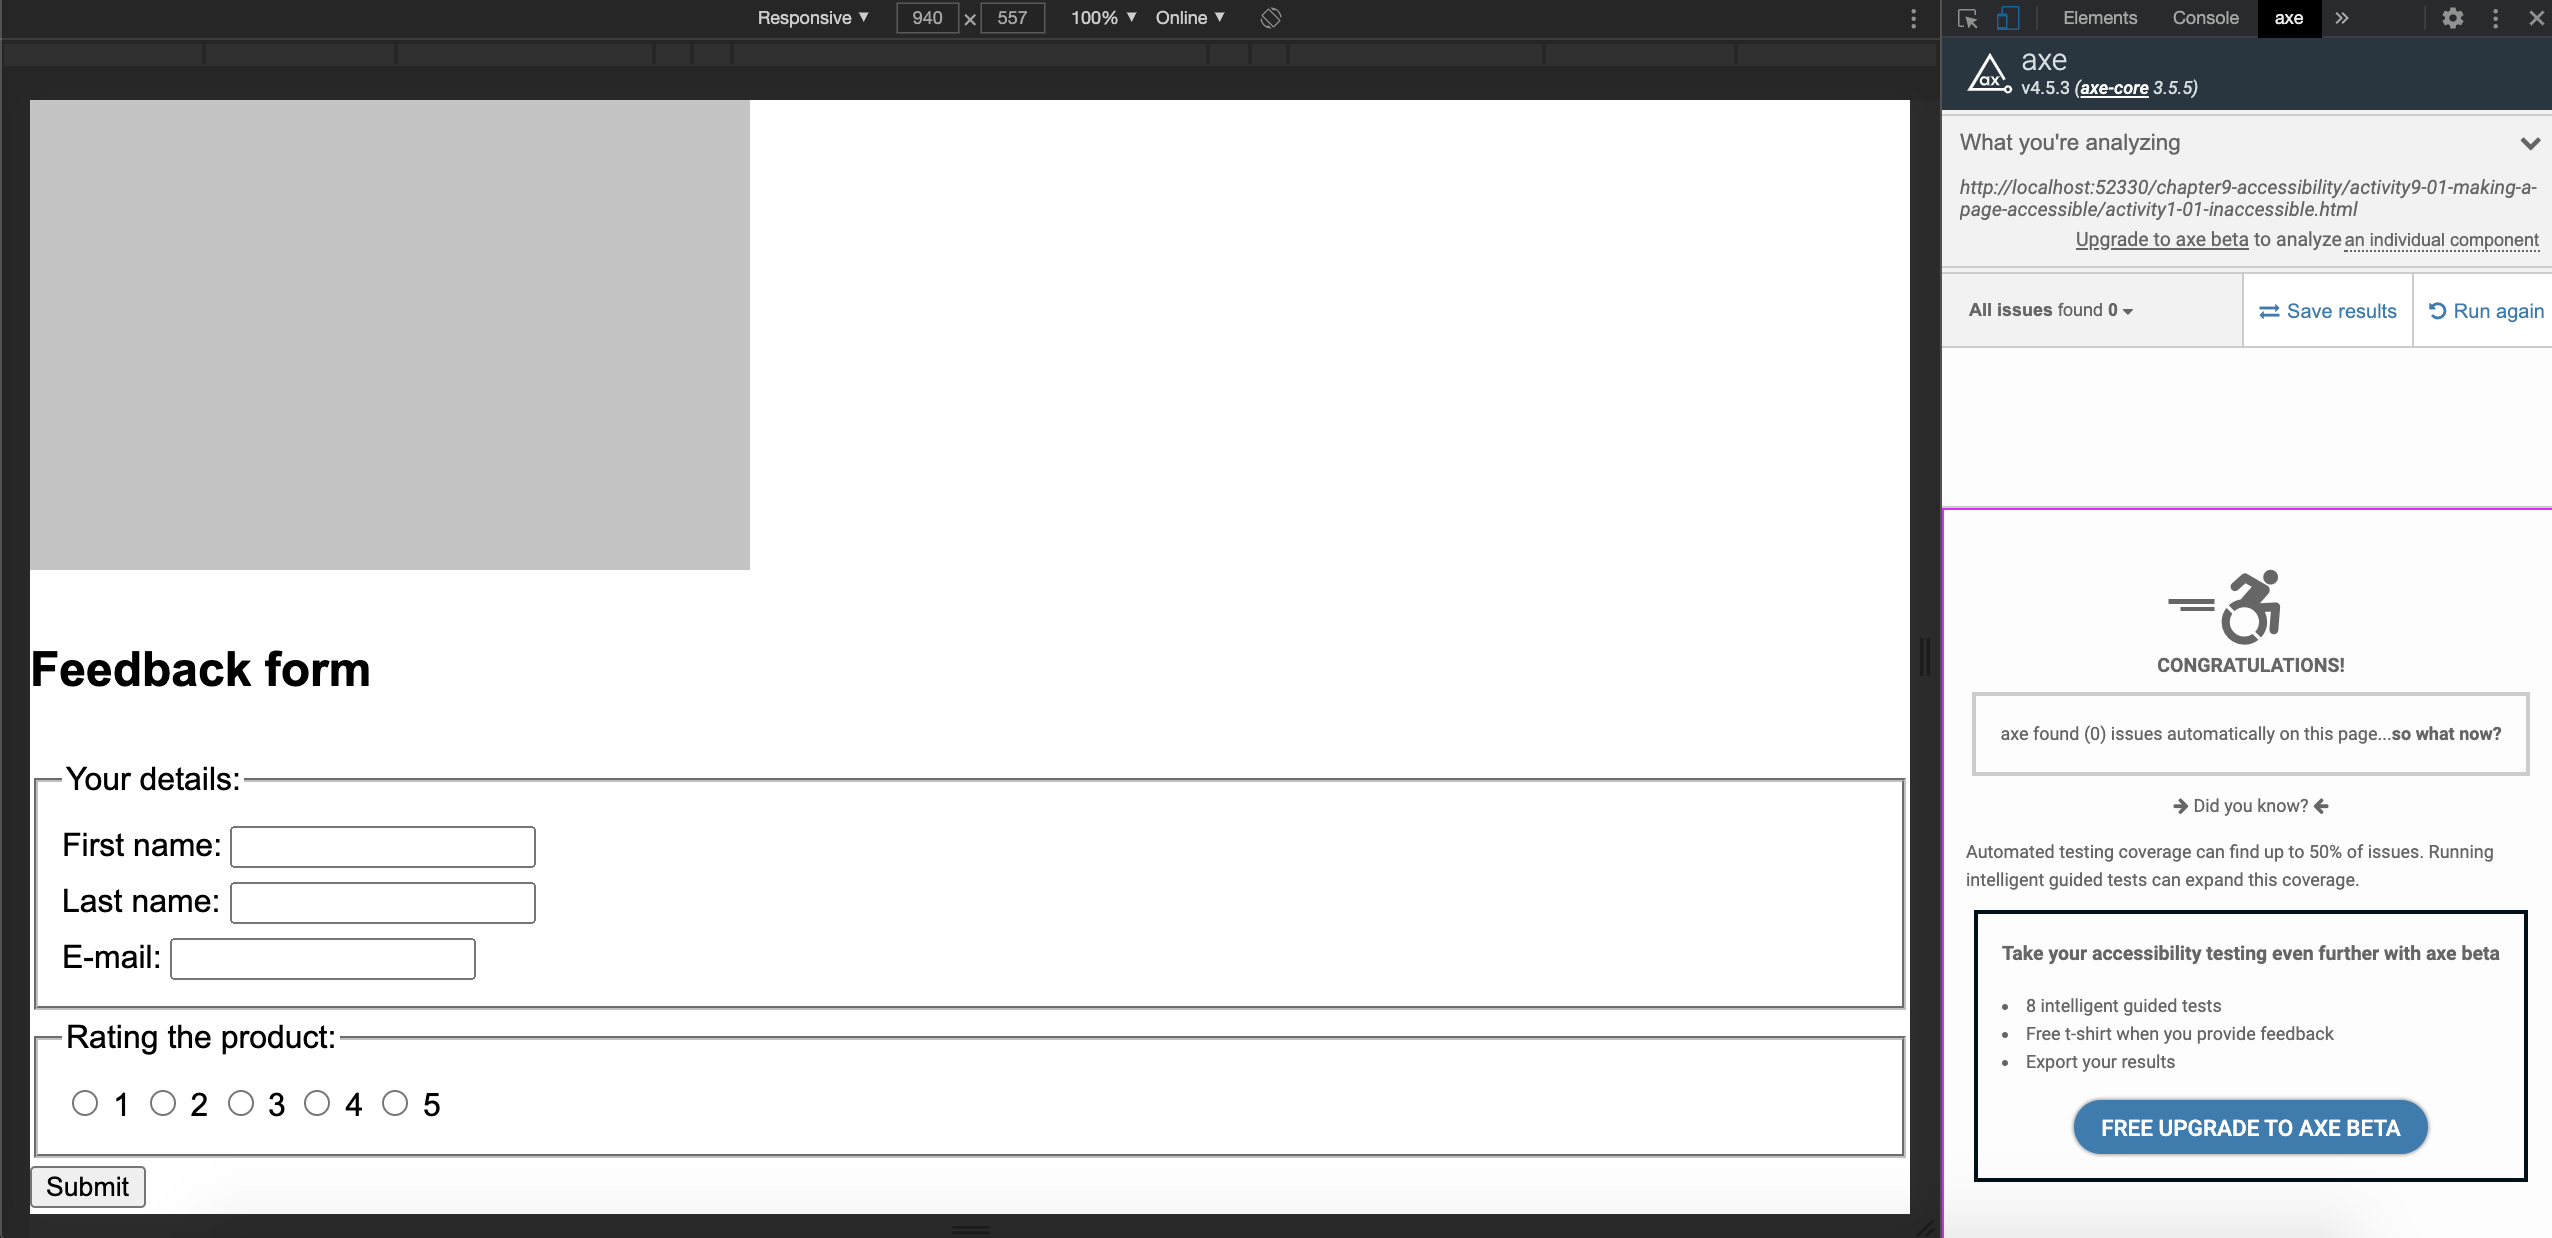 Responsive ▼ 940 × 557 100% ▼ Online ▼
Elements Console axe »
axe
v4.5.3 (axe-core 3.5.5)
What you're analyzing
http://localhost:52330/chapter9-accessibility/activity9-01-making-a-
page-accessible/activity1-01-inaccessible.html
Upgrade to axe beta to analyze an individual component
All issues found 0
Save results
Run again
Feedback form
Your details:
First name:
Last name:
E-mail:
Rating the product:
1 2 3 4 5
Submit
CONGRATULATIONS!
axe found (0) issues automatically on this page...so what now?
→ Did you know? ←
Automated testing coverage can find up to 50% of issues. Running
intelligent guided tests can expand this coverage.
Take your accessibility testing even further with axe beta
• 8 intelligent guided tests
• Free t-shirt when you provide feedback
• Export your results
FREE UPGRADE TO AXE BETA